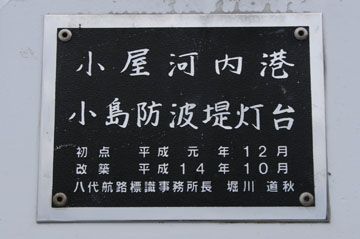 小屋河内港
小島防波堤灯台
初点 平成元年12月
改築 平成14年10月
八代航路標識事務所長 堀川 道秋